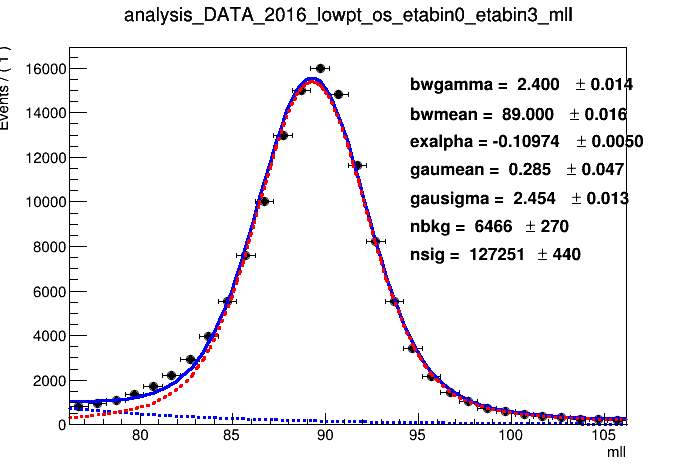 analysis_DATA_2016_lowpt_os_etabin0_etabin3_mll
Events / ( 1 )
16000
14000
12000
10000
8000
6000
4000
2000
0
bwgamma = 2.400 ± 0.014
bwmean = 89.000 ± 0.016
exalpha = -0.10974 ± 0.0050
gaumean = 0.285 ± 0.047
gausigma = 2.454 ± 0.013
nbkg = 6466 ± 270
nsig = 127251 ± 440
80 85 90 95 100 105
mll